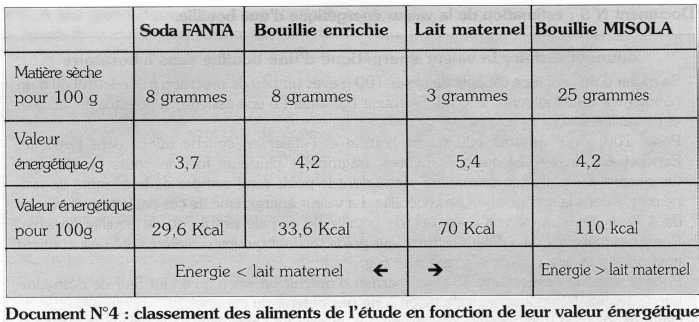 Soda FANTA Bouillie enrichie Lait maternel Bouillie MISOLA
Matière sèche
pour 100 g 8 grammes 8 grammes 3 grammes 25 grammes
Valeur
énergétique/g 3,7 4,2 5,4 4,2
Valeur énergétique
pour 100g 29,6 Kcal 33,6 Kcal 70 Kcal 110 kcal
Energie < lait maternel ← → Energie > lait maternel
Document N°4 : classement des aliments de l'étude en fonction de leur valeur énergétique